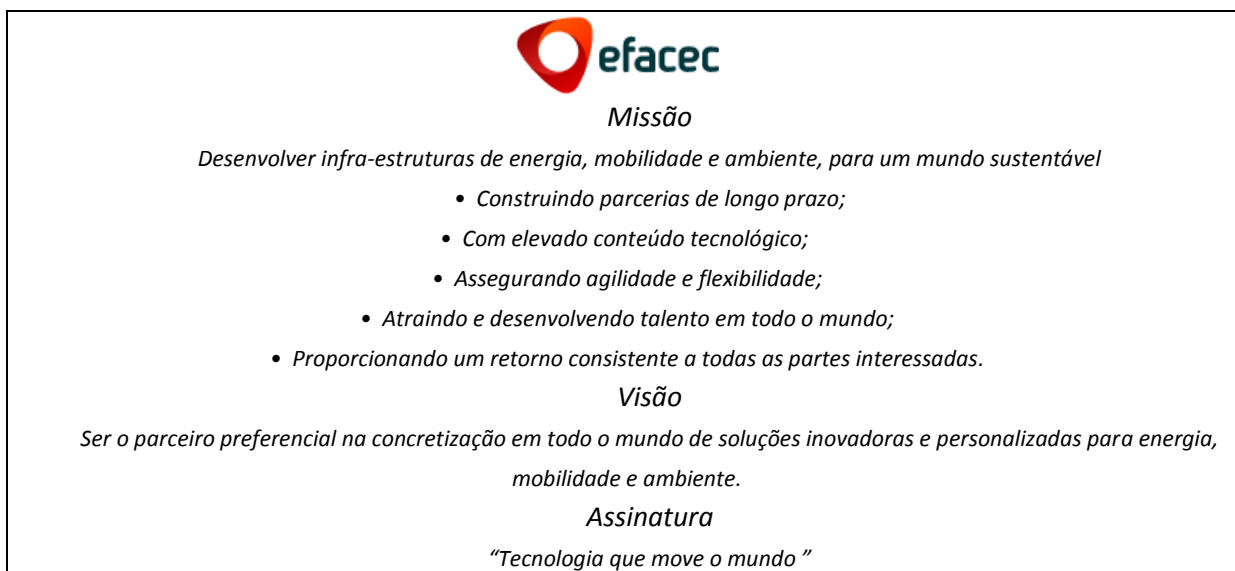 efacec
Missão
Desenvolver infra-estruturas de energia, mobilidade e ambiente, para um mundo sustentável
• Construindo parcerias de longo prazo;
• Com elevado conteúdo tecnológico;
• Assegurando agilidade e flexibilidade;
• Atraindo e desenvolvendo talento em todo o mundo;
• Proporcionando um retorno consistente a todas as partes interessadas.
Visão
Ser o parceiro preferencial na concretização em todo o mundo de soluções inovadoras e personalizadas para energia,
mobilidade e ambiente.
Assinatura
“Tecnologia que move o mundo ”